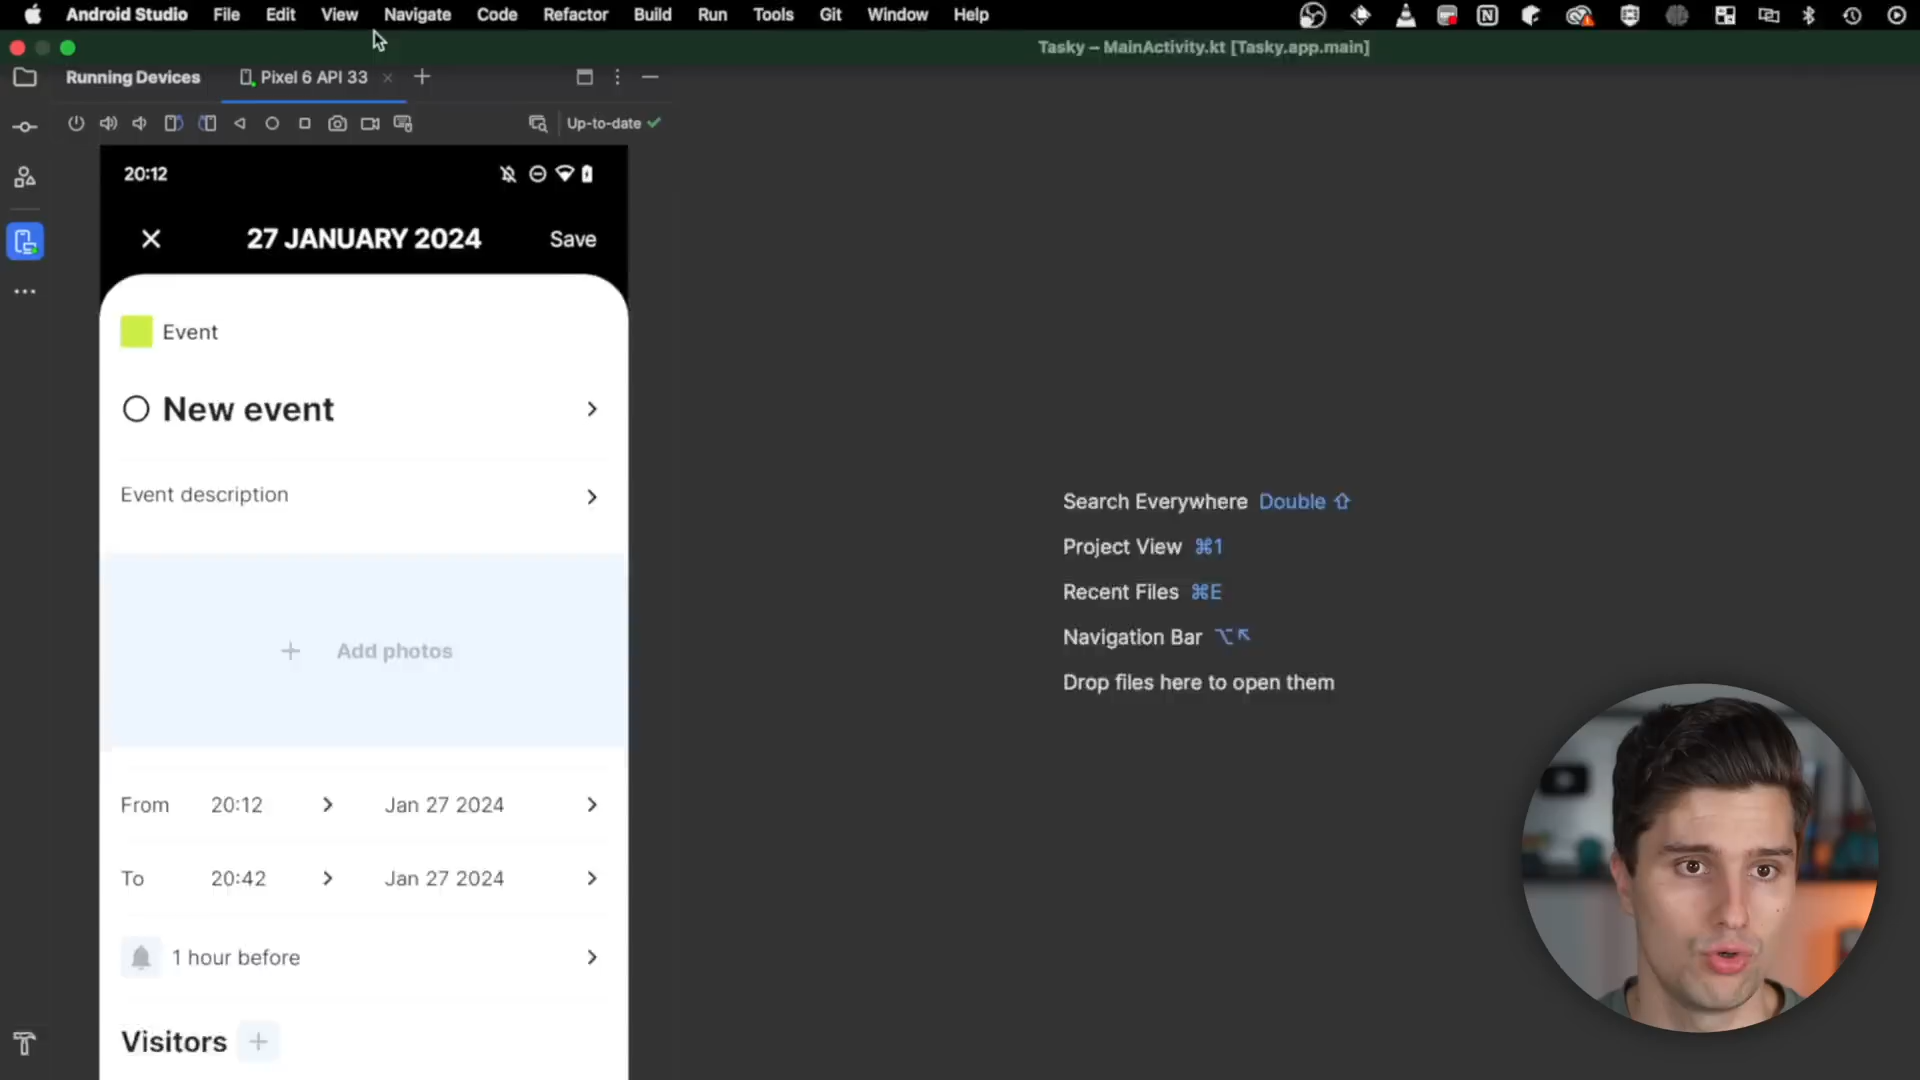 Android Studio File Edit View Navigate Code Refactor Build Run Tools Git Window Help
Tasky – MainActivity.kt [Tasky.app.main]
Running Devices Pixel 6 API 33
Up-to-date
20:12
27 JANUARY 2024 Save
Event
New event
Event description
Add photos
From 20:12 Jan 27 2024
To 20:42 Jan 27 2024
1 hour before
Visitors
Search Everywhere Double ⇧
Project View ⌘1
Recent Files ⌘E
Navigation Bar ⌥↖
Drop files here to open them